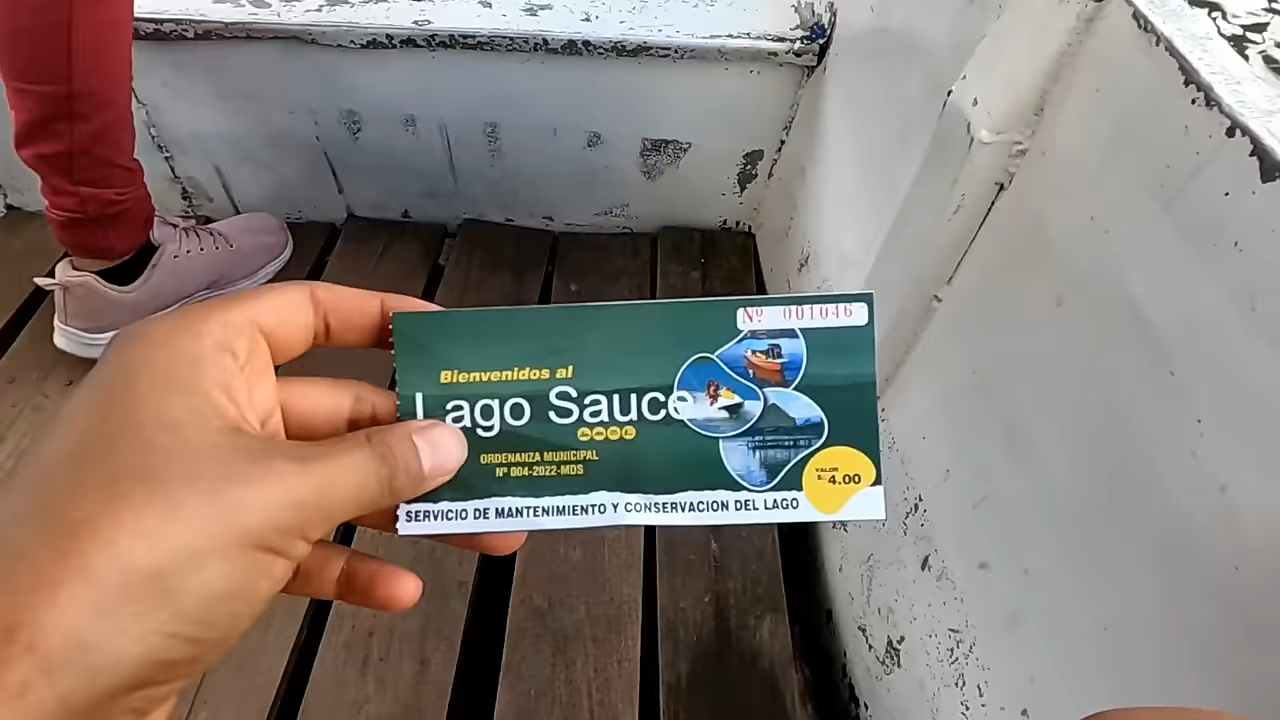 Nº 001046
Bienvenidos al
Lago Sauce
ORDENANZA MUNICIPAL
Nº 004-2022-MDS
VALOR
S/. 4.00
SERVICIO DE MANTENIMIENTO Y CONSERVACION DEL LAGO